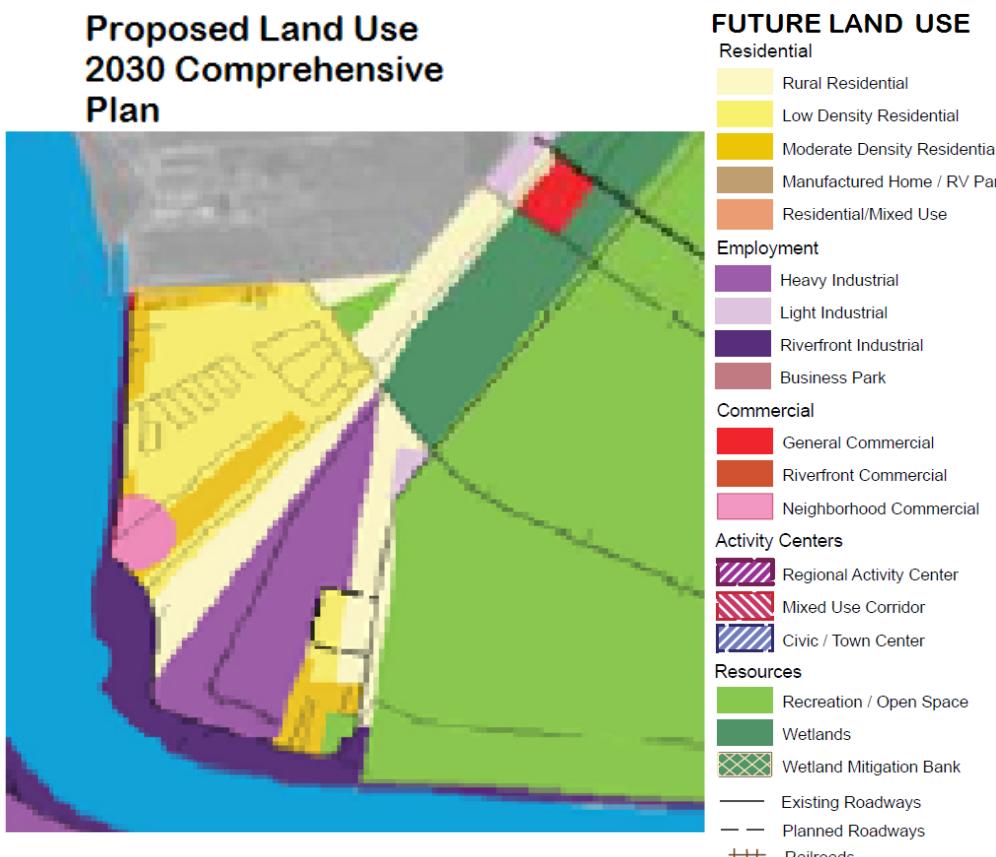 Proposed Land Use
2030 Comprehensive
Plan
FUTURE LAND USE
Residential
Rural Residential
Low Density Residential
Moderate Density Residentia
Manufactured Home / RV Par
Residential/Mixed Use
Employment
Heavy Industrial
Light Industrial
Riverfront Industrial
Business Park
Commercial
General Commercial
Riverfront Commercial
Neighborhood Commercial
Activity Centers
Regional Activity Center
Mixed Use Corridor
Civic / Town Center
Resources
Recreation / Open Space
Wetlands
Wetland Mitigation Bank
Existing Roadways
Planned Roadways
Railroads